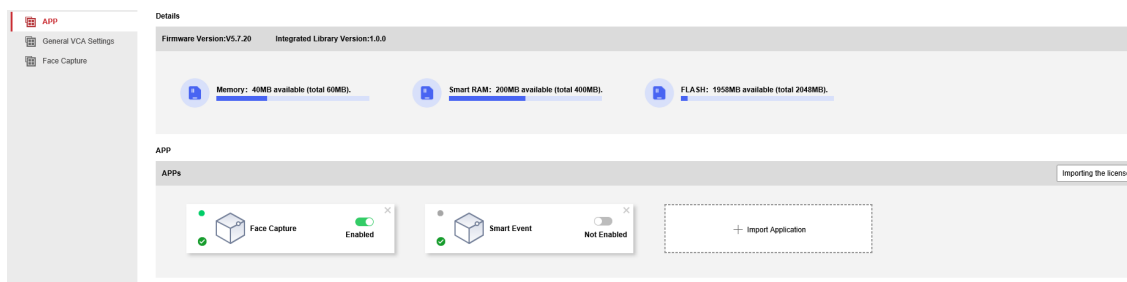 APP
General VCA Settings
Face Capture
Details
Firmware Version:V5.7.20 Integrated Library Version:1.0.0
Memory: 40MB available (total 60MB). Smart RAM: 200MB available (total 400MB). FLASH: 1958MB available (total 2048MB).
APP
APPs Importing the license
Face Capture Enabled
Smart Event Not Enabled
Import Application